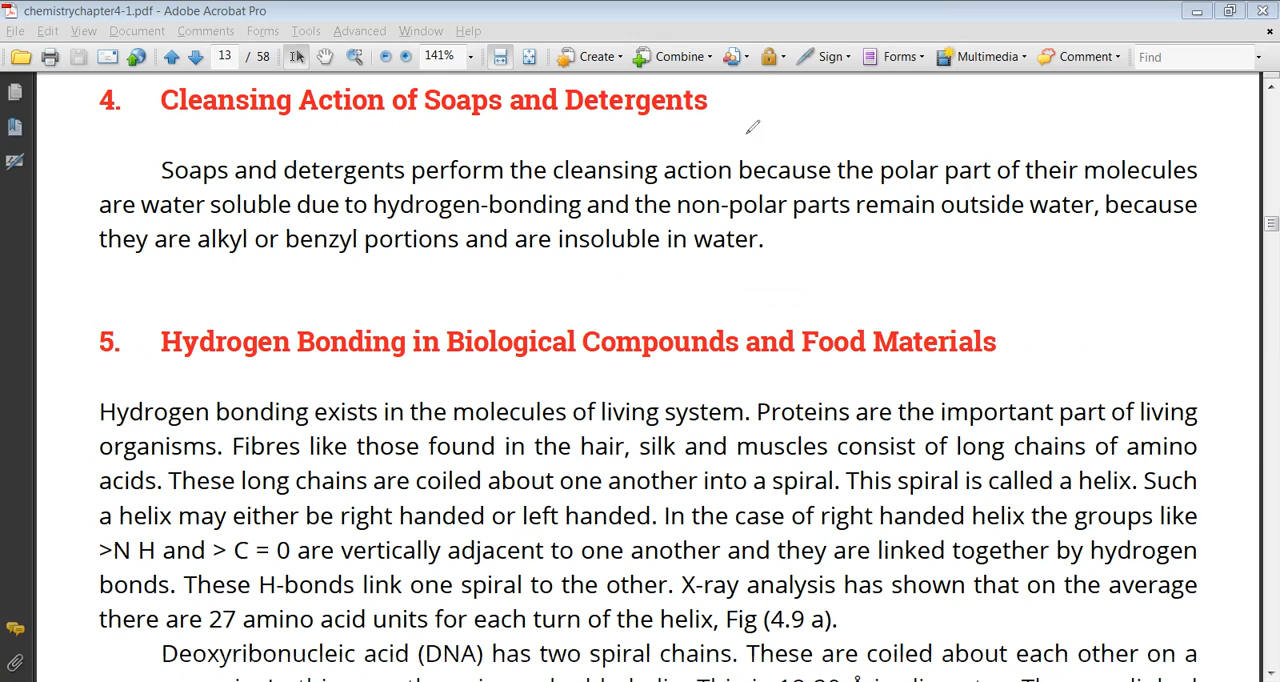 chemistrychapter4-1.pdf - Adobe Acrobat Pro
File Edit View Document Comments Forms Tools Advanced Window Help
13 / 58 141% Create Combine Sign Forms Multimedia Comment Find
4. Cleansing Action of Soaps and Detergents
Soaps and detergents perform the cleansing action because the polar part of their molecules
are water soluble due to hydrogen-bonding and the non-polar parts remain outside water, because
they are alkyl or benzyl portions and are insoluble in water.
5. Hydrogen Bonding in Biological Compounds and Food Materials
Hydrogen bonding exists in the molecules of living system. Proteins are the important part of living
organisms. Fibres like those found in the hair, silk and muscles consist of long chains of amino
acids. These long chains are coiled about one another into a spiral. This spiral is called a helix. Such
a helix may either be right handed or left handed. In the case of right handed helix the groups like
>N H and > C = 0 are vertically adjacent to one another and they are linked together by hydrogen
bonds. These H-bonds link one spiral to the other. X-ray analysis has shown that on the average
there are 27 amino acid units for each turn of the helix, Fig (4.9 a).
Deoxyribonucleic acid (DNA) has two spiral chains. These are coiled about each other on a